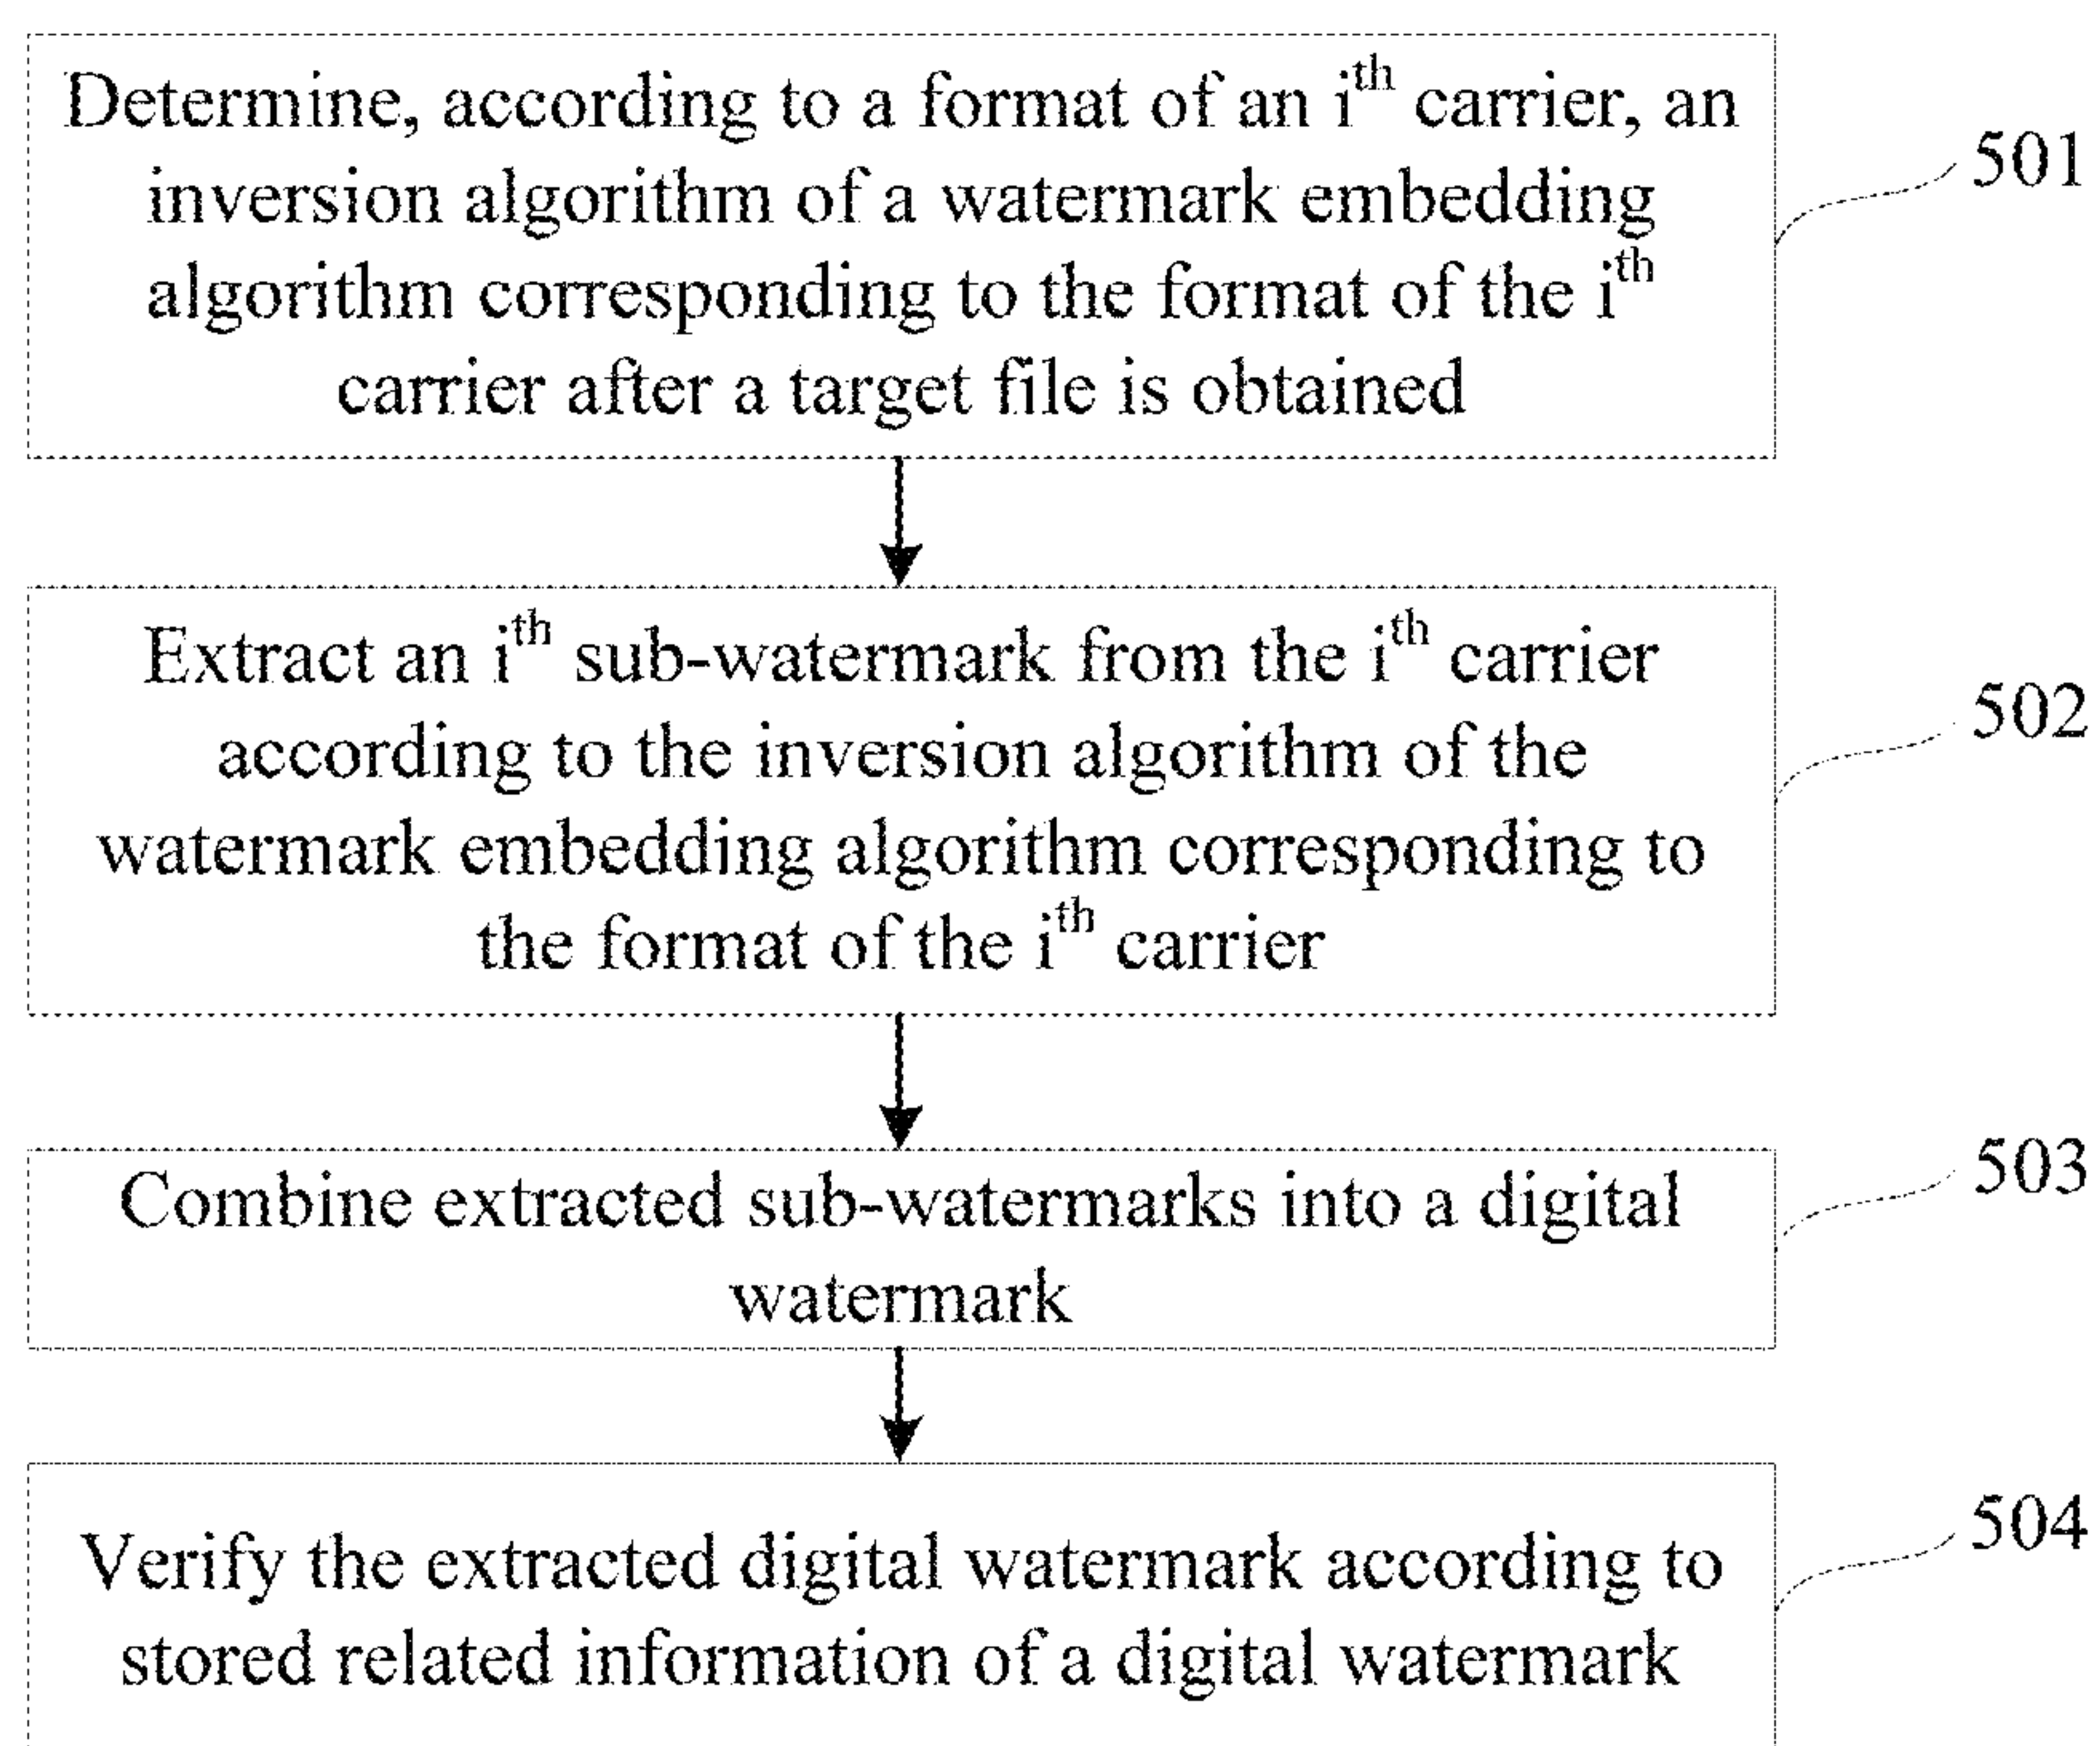 Determine, according to a format of an ith carrier, an
inversion algorithm of a watermark embedding
algorithm corresponding to the format of the ith
carrier after a target file is obtained
501
Extract an ith sub-watermark from the ith carrier
according to the inversion algorithm of the
watermark embedding algorithm corresponding to
the format of the ith carrier
502
Combine extracted sub-watermarks into a digital
watermark
503
Verify the extracted digital watermark according to
stored related information of a digital watermark
504